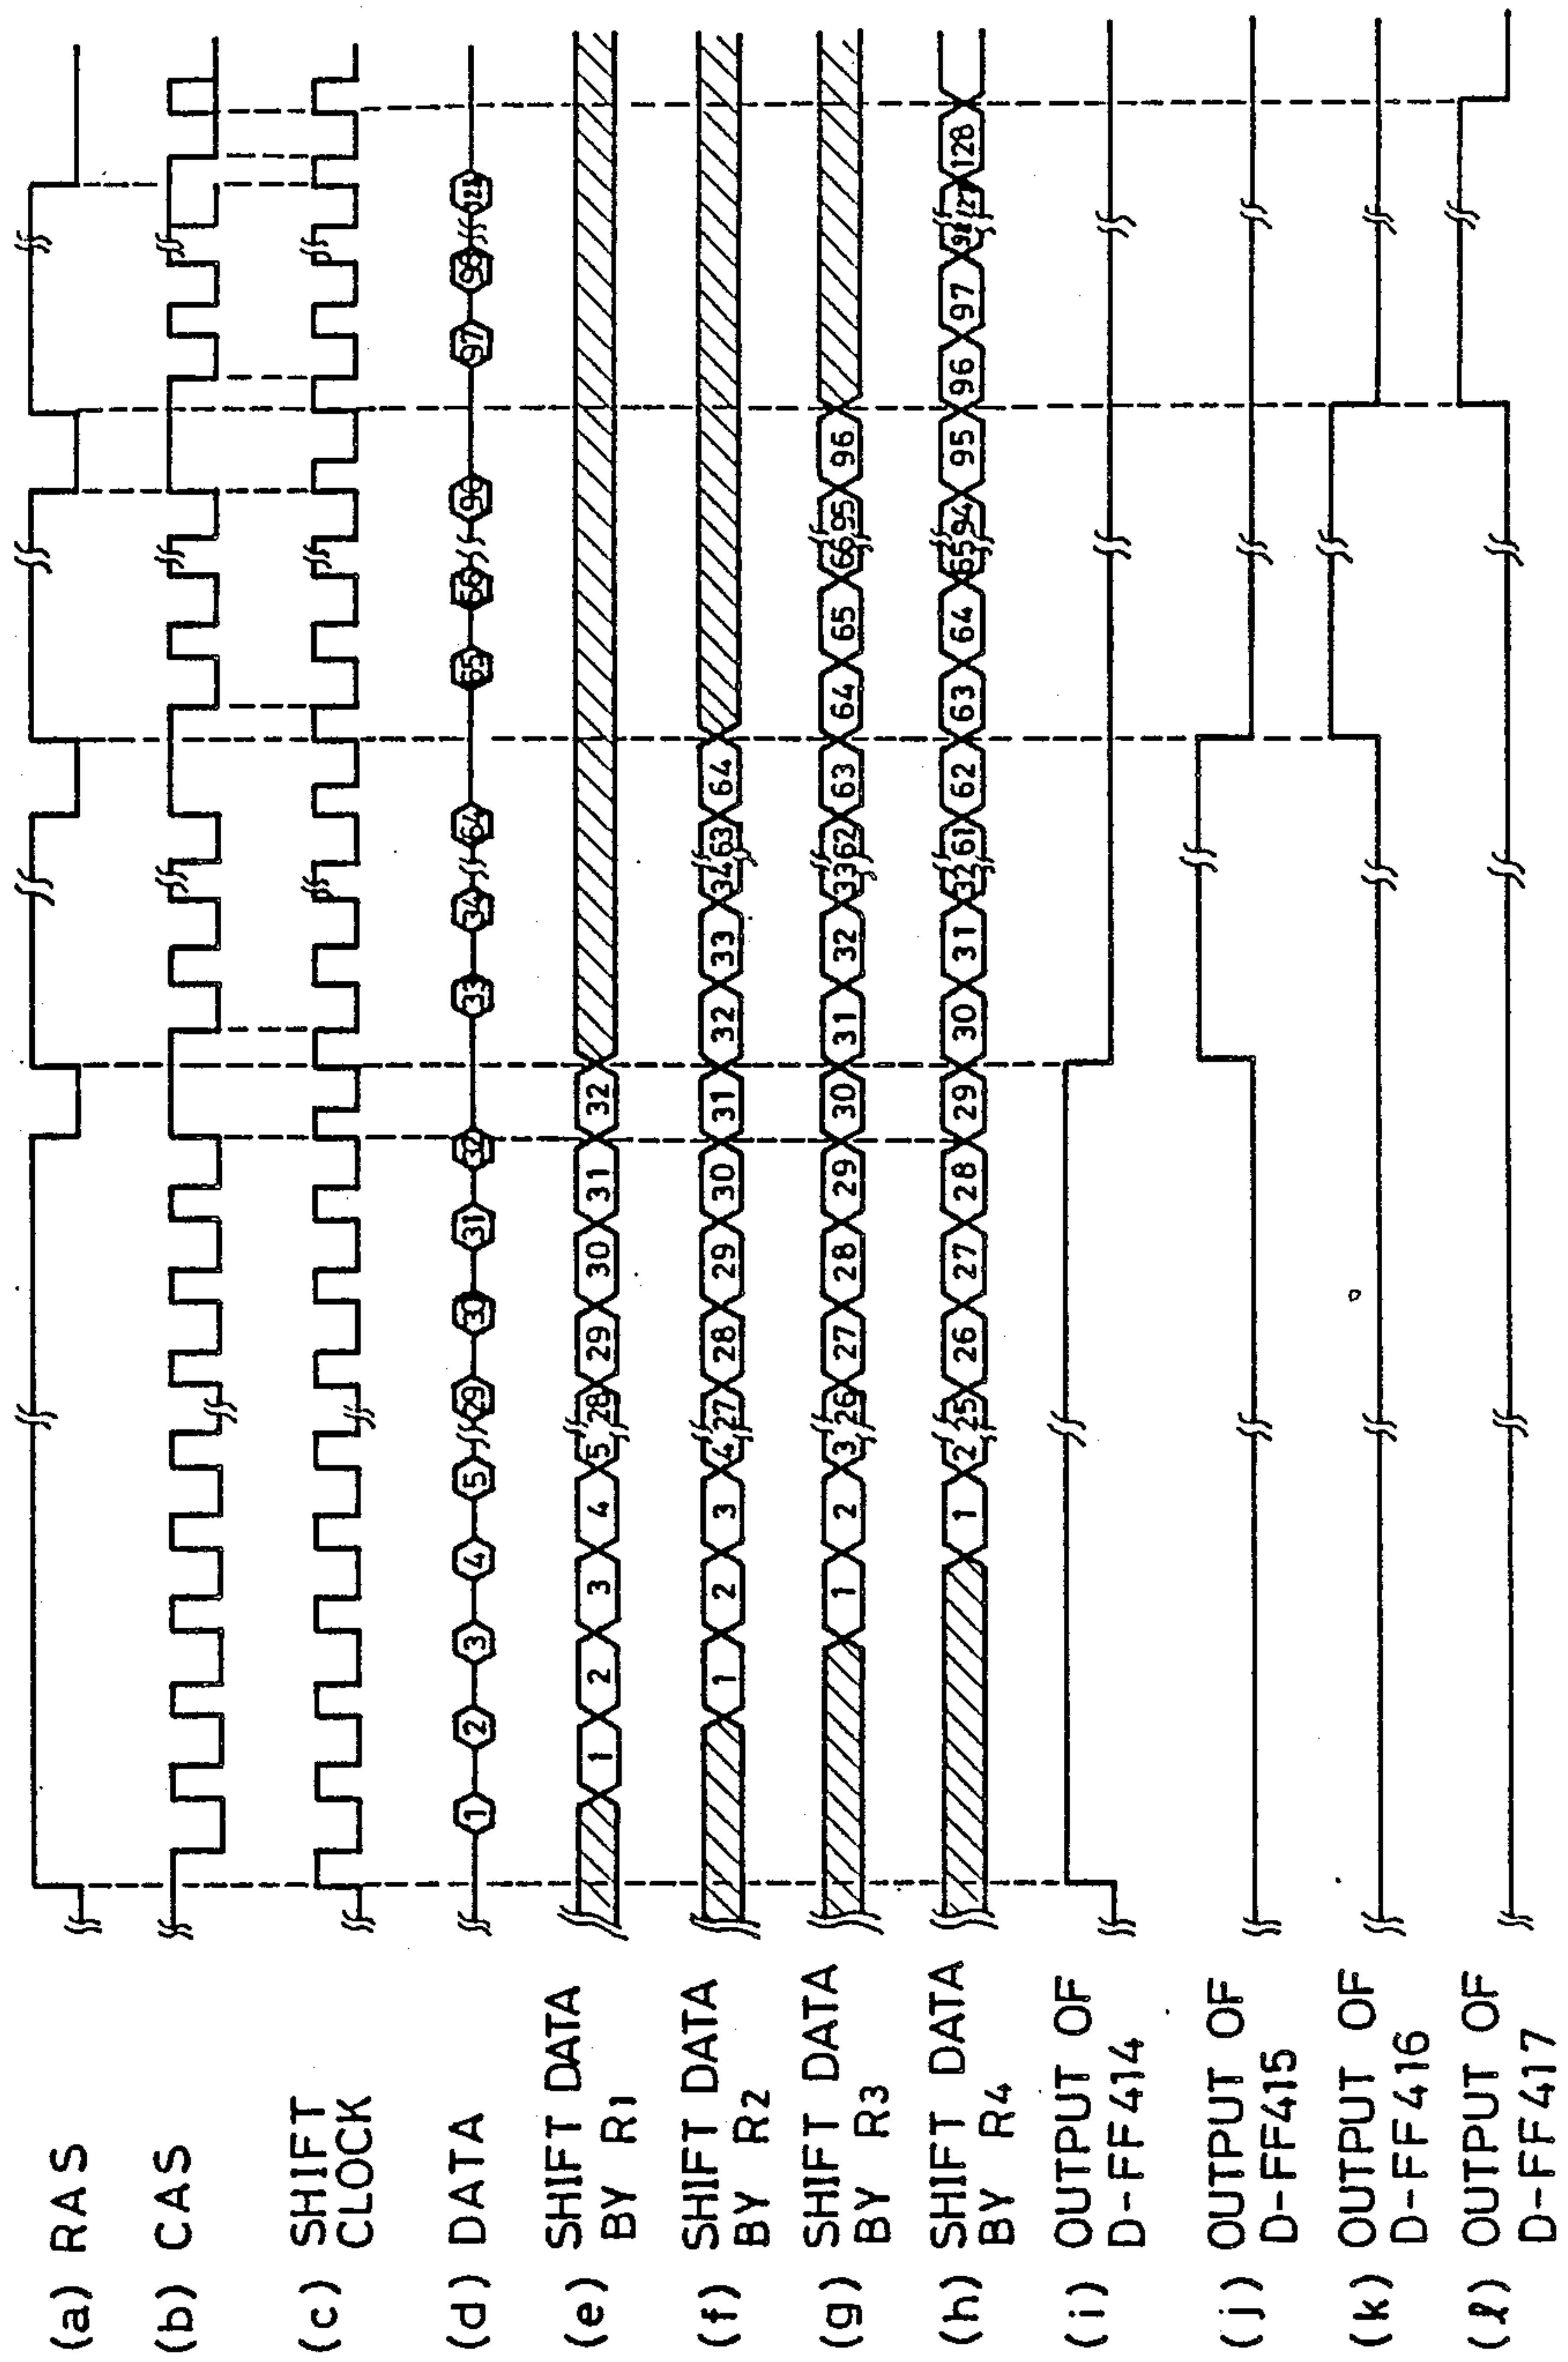 (a) RAS
(b) CAS
(c) SHIFT
CLOCK
(d) DATA
1 2 3 4 5 29 30 31 32 33 34 64 65 96 97 98
(e) SHIFT DATA
BY R1
1 2 3 4 5 28 29 30 31 32
(f) SHIFT DATA
BY R2
1 2 3 4 27 28 29 30 31 32 33 34 63 64
(g) SHIFT DATA
BY R3
1 2 3 26 27 28 29 30 31 32 33 62 63 64 65 66 95 96
(h) SHIFT DATA
BY R4
1 2 25 26 27 28 29 30 31 32 61 62 63 64 65 94 95 96 97 98 127 128
(i) OUTPUT OF
D-FF414
(j) OUTPUT OF
D-FF415
(k) OUTPUT OF
D-FF416
(ℓ) OUTPUT OF
D-FF417